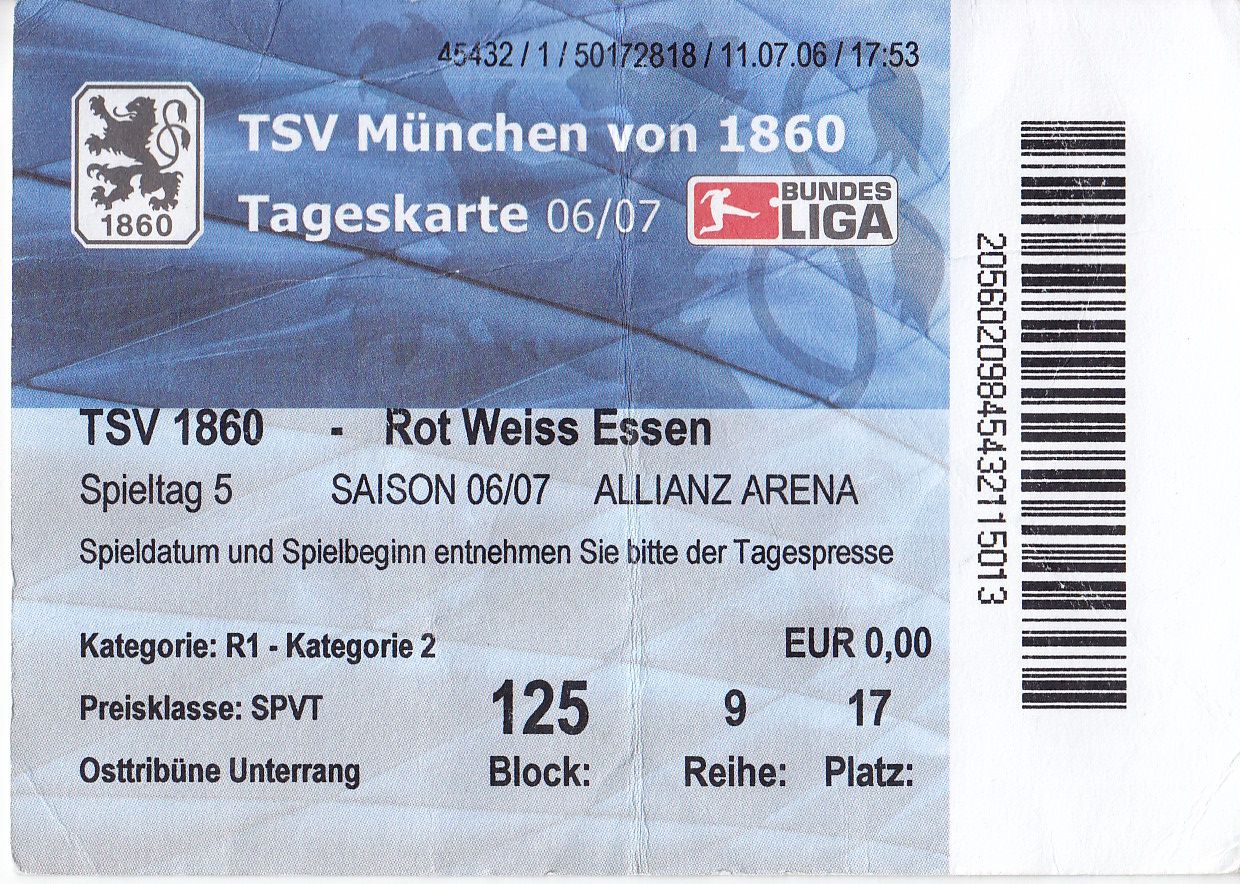 45432 / 1 / 50172818 / 11.07.06 / 17:53
TSV München von 1860
Tageskarte 06/07
BUNDES
LIGA
1860
TSV 1860 - Rot Weiss Essen
Spieltag 5 SAISON 06/07 ALLIANZ ARENA
Spieldatum und Spielbeginn entnehmen Sie bitte der Tagespresse
Kategorie: R1 - Kategorie 2 EUR 0,00
Preisklasse: SPVT 125 9 17
Osttribüne Unterrang Block: Reihe: Platz:
20560209845432115013